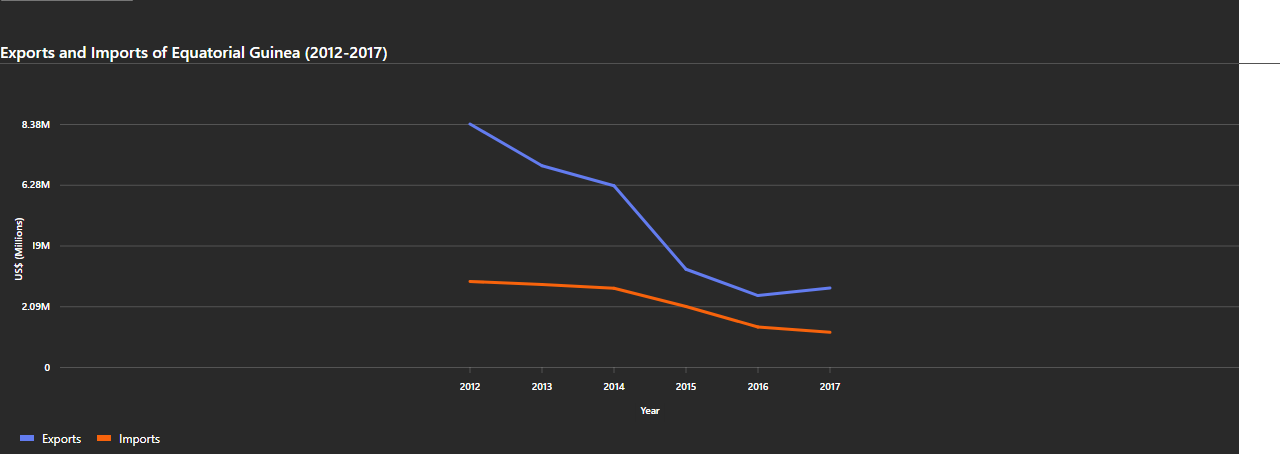 Exports and Imports of Equatorial Guinea (2012-2017)
8.38M
6.28M
19M
2.09M
0
US$ (Millions)
2012
2013
2014
2015
2016
2017
Year
Exports
Imports